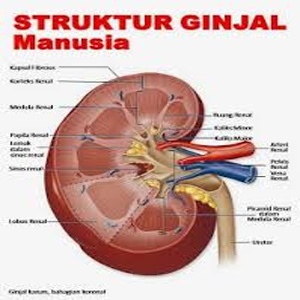 STRUKTUR GINJAL
Manusia
Kapsul Fibrous
Korteks Renal
Medula Renal
Papila Renal
Lemak
dalam
sinus renal
Sinus renal
Lobus Renal
Ruang Renal
Kaliks Minor
Kaliks Major
Arteri
Renal
Pelvis
Renal
Vena
Renal
Piramid Renal
dalam
Medula Renal
Ureter
Ginjal kanan, bahagian koronal